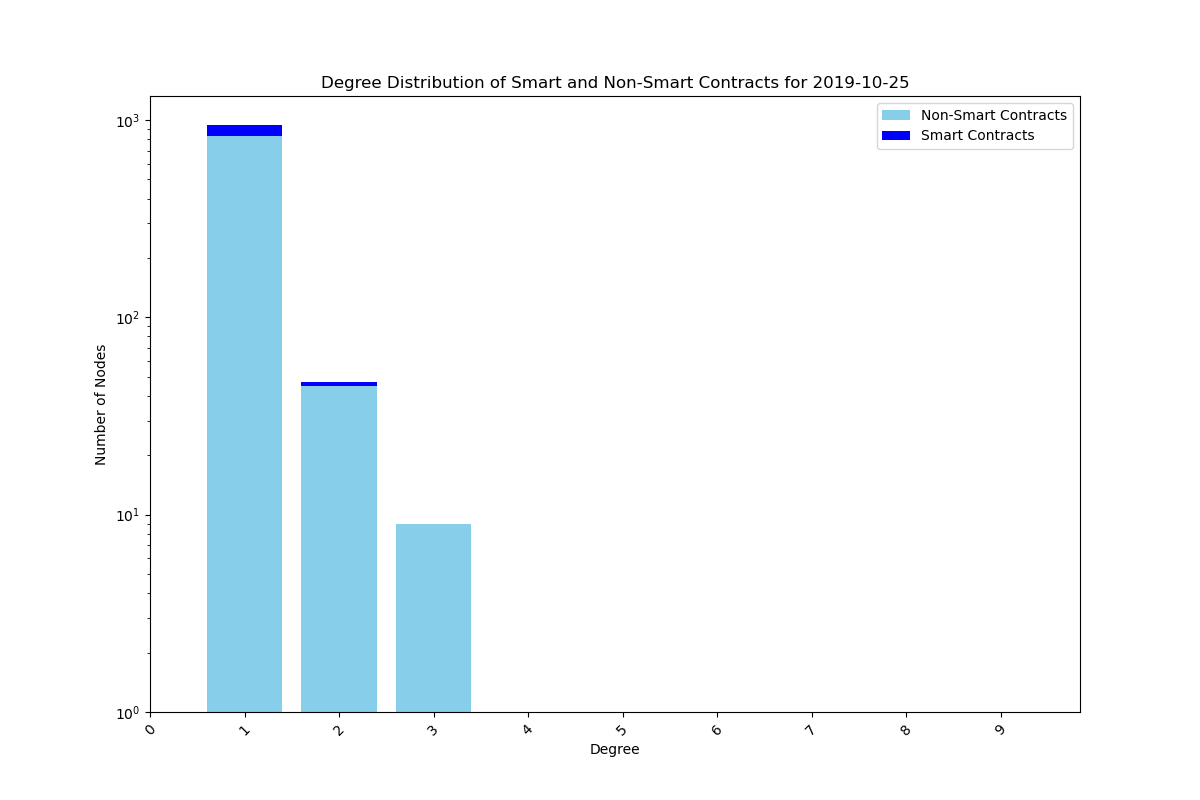 Degree Distribution of Smart and Non-Smart Contracts for 2019-10-25
Non-Smart Contracts
Smart Contracts
Number of Nodes
10³
10²
10¹
10⁰
0 1 2 3 4 5 6 7 8 9
Degree